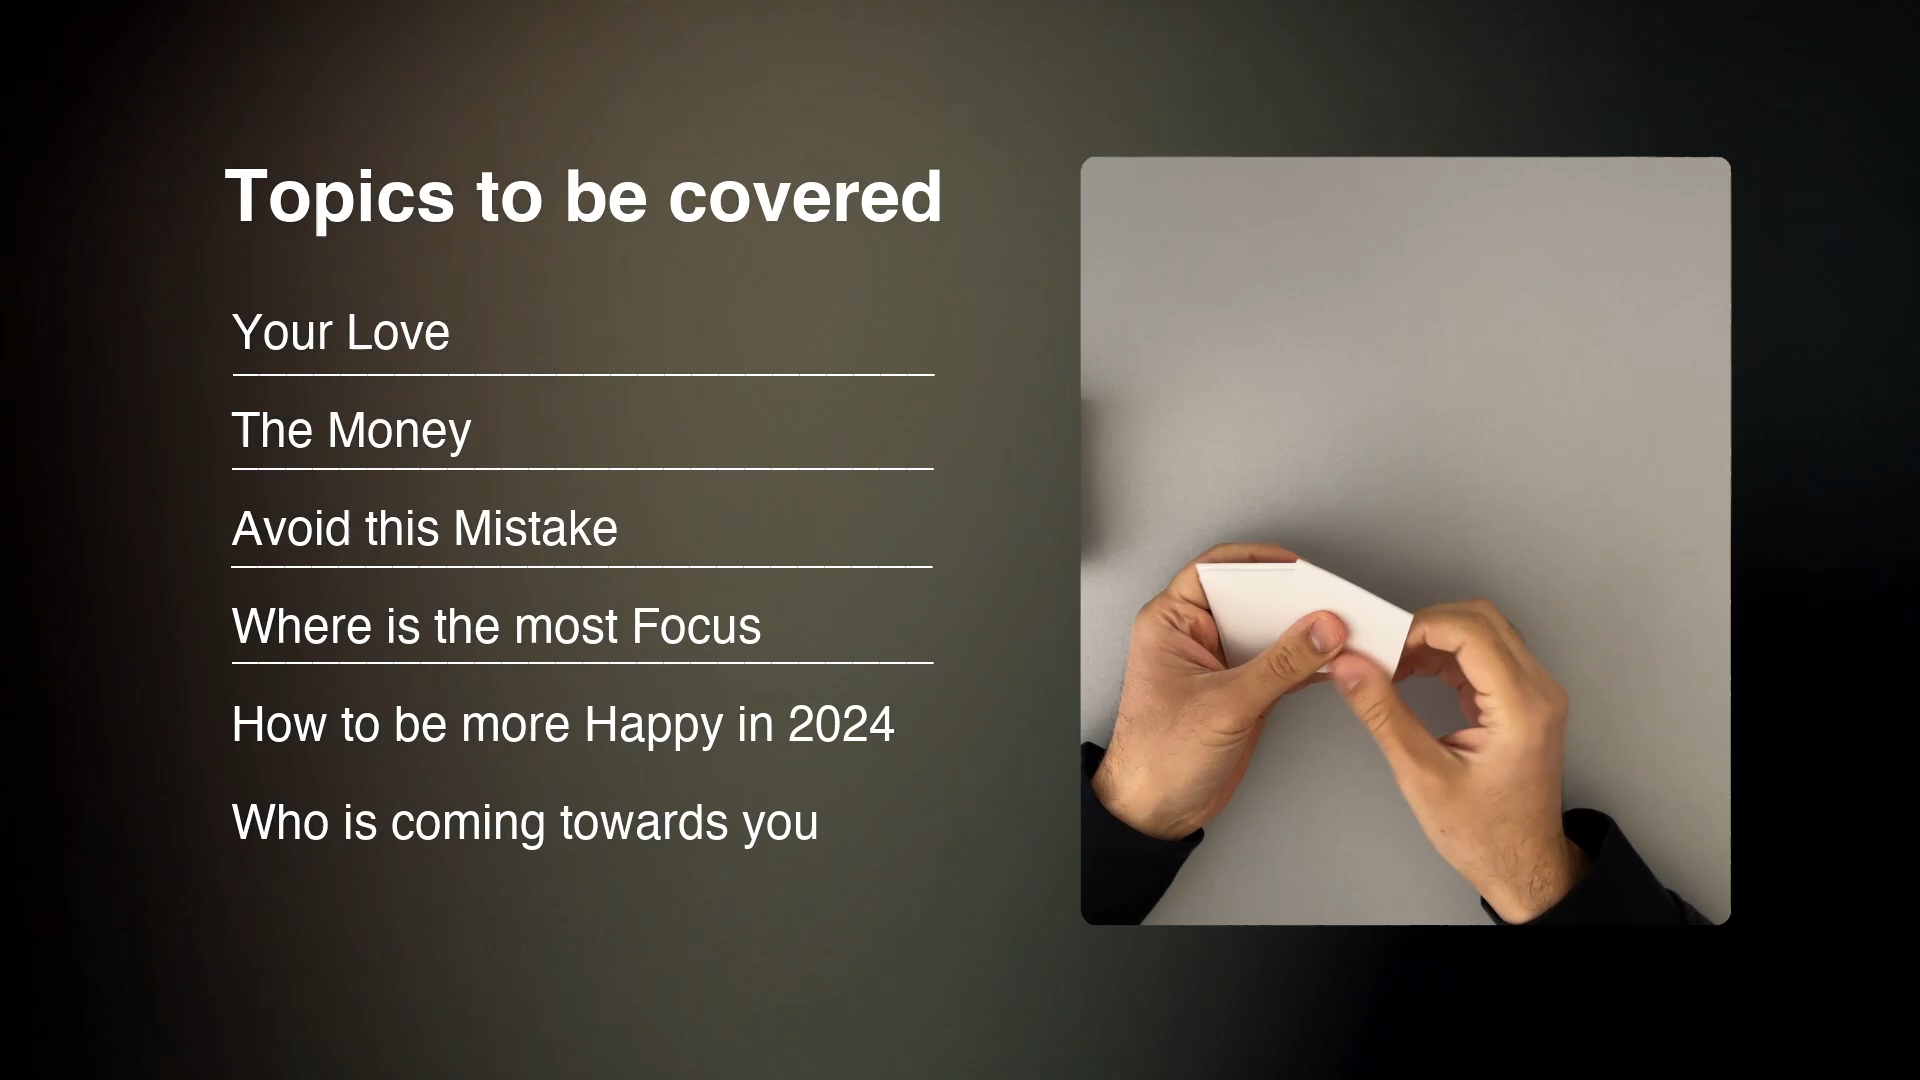 Topics to be covered
Your Love
The Money
Avoid this Mistake
Where is the most Focus
How to be more Happy in 2024
Who is coming towards you